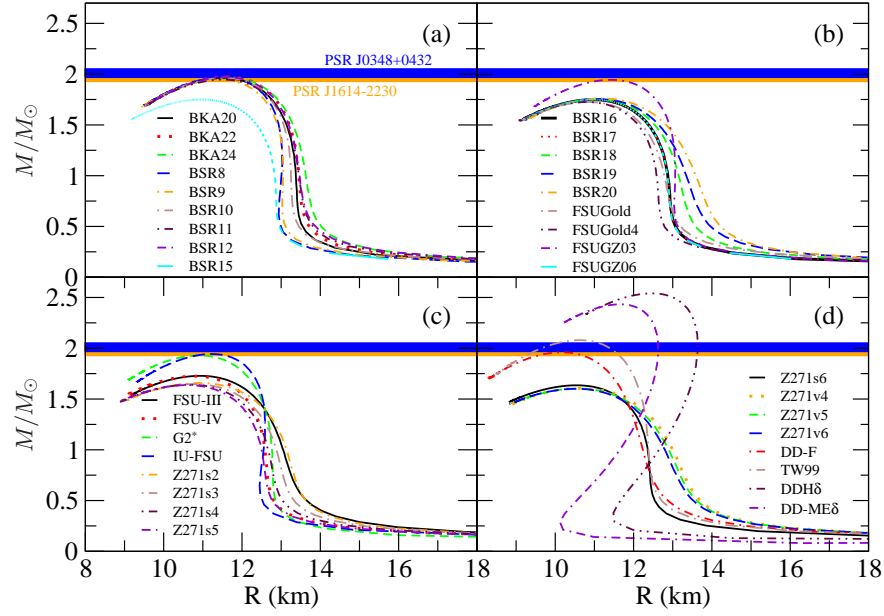 (a)
PSR J0348+0432
PSR J1614-2230
BKA20
BKA22
BKA24
BSR8
BSR9
BSR10
BSR11
BSR12
BSR15
2.5
2
1.5
1
0.5
0
M/M⊙
(b)
BSR16
BSR17
BSR18
BSR19
BSR20
FSUGold
FSUGold4
FSUGZ03
FSUGZ06
(c)
FSU-III
FSU-IV
G2*
IU-FSU
Z271s2
Z271s3
Z271s4
Z271s5
2.5
2
1.5
1
0.5
0
M/M⊙
8 10 12 14 16 18
R (km)
(d)
Z271s6
Z271v4
Z271v5
Z271v6
DD-F
TW99
DDHδ
DD-MEδ
10 12 14 16 18
R (km)